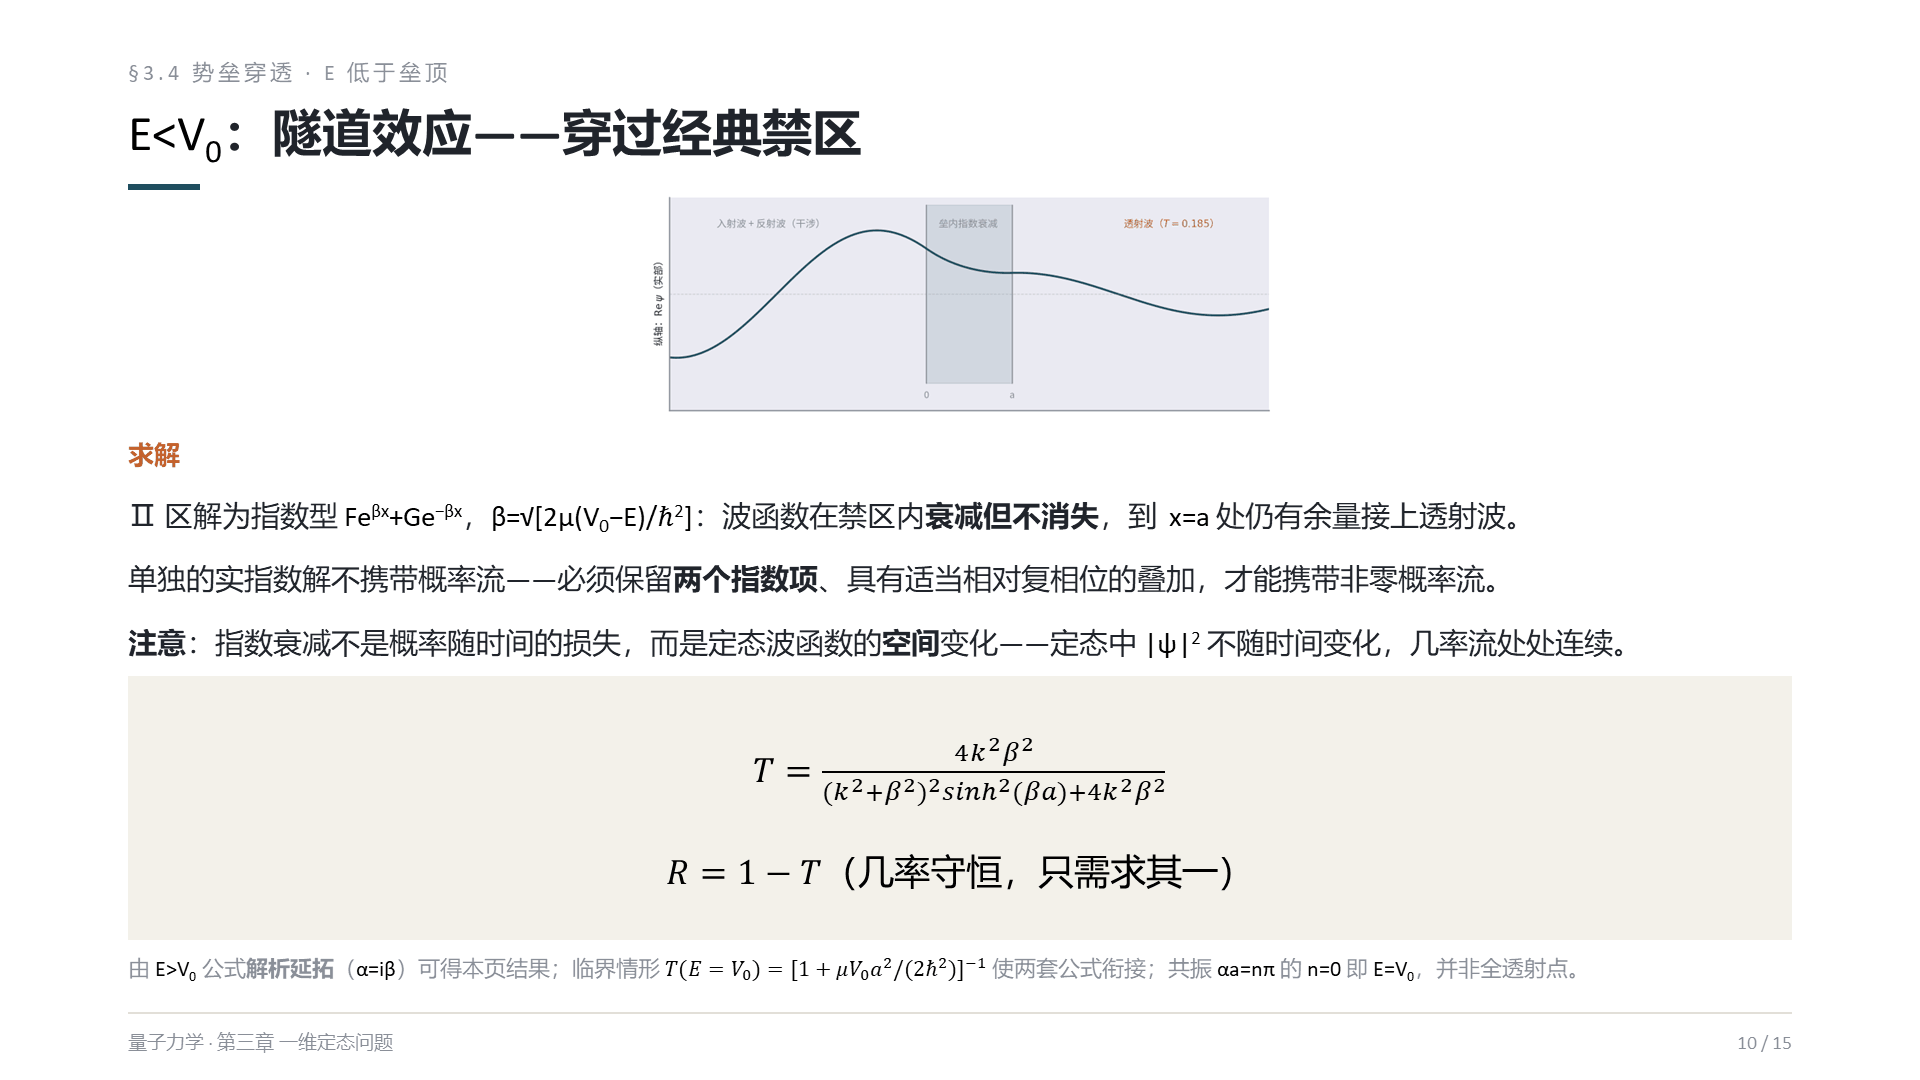 §3.4 势垒穿透 · E 低于垒顶
E<V₀：隧道效应——穿过经典禁区
入射波 + 反射波（干涉）
垒内指数衰减
透射波（T = 0.185）
纵轴：Re ψ（实部）
0
a
求解
Ⅱ 区解为指数型 Fe^{βx}+Ge^{−βx}，β=√[2μ(V₀−E)/ℏ²]：波函数在禁区内衰减但不消失，到 x=a 处仍有余量接上透射波。
单独的实指数解不携带概率流——必须保留两个指数项、具有适当相对复相位的叠加，才能携带非零概率流。
注意：指数衰减不是概率随时间的损失，而是定态波函数的空间变化——定态中 |ψ|² 不随时间变化，几率流处处连续。
T = 4k²β² / ((k²+β²)²sinh²(βa)+4k²β²)
R = 1 − T（几率守恒，只需求其一）
由 E>V₀ 公式解析延拓（α=iβ）可得本页结果；临界情形 T(E = V₀) = [1 + μV₀a²/(2ℏ²)]⁻¹ 使两套公式衔接；共振 αa=nπ 的 n=0 即 E=V₀，并非全透射点。
量子力学 · 第三章 一维定态问题
10 / 15